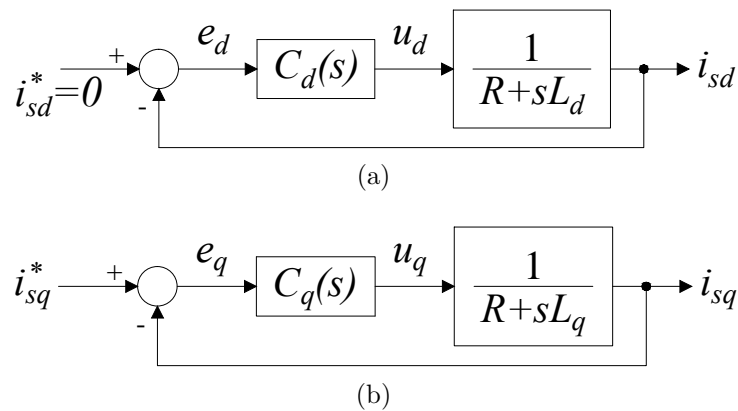 + e_d u_d
i*_sd=0 C_d(s) 1/(R+sL_d) i_sd
-
(a)
+ e_q u_q
i*_sq C_q(s) 1/(R+sL_q) i_sq
-
(b)